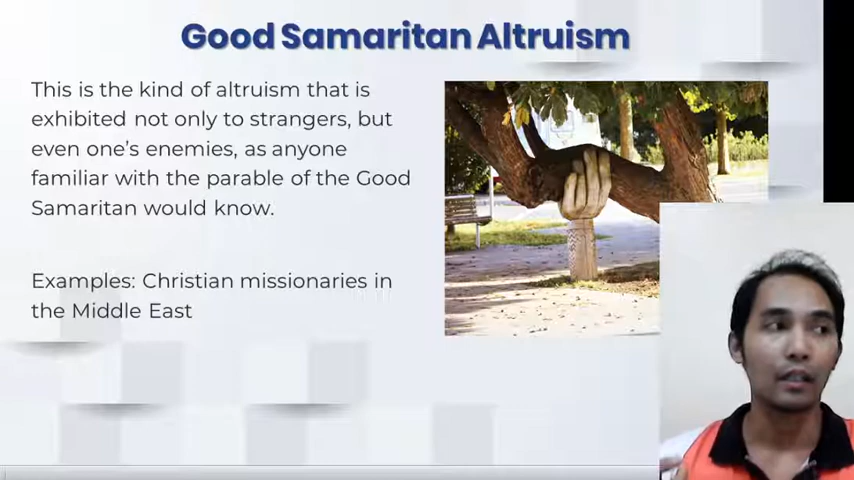 Good Samaritan Altruism
This is the kind of altruism that is
exhibited not only to strangers, but
even one's enemies, as anyone
familiar with the parable of the Good
Samaritan would know.
Examples: Christian missionaries in
the Middle East